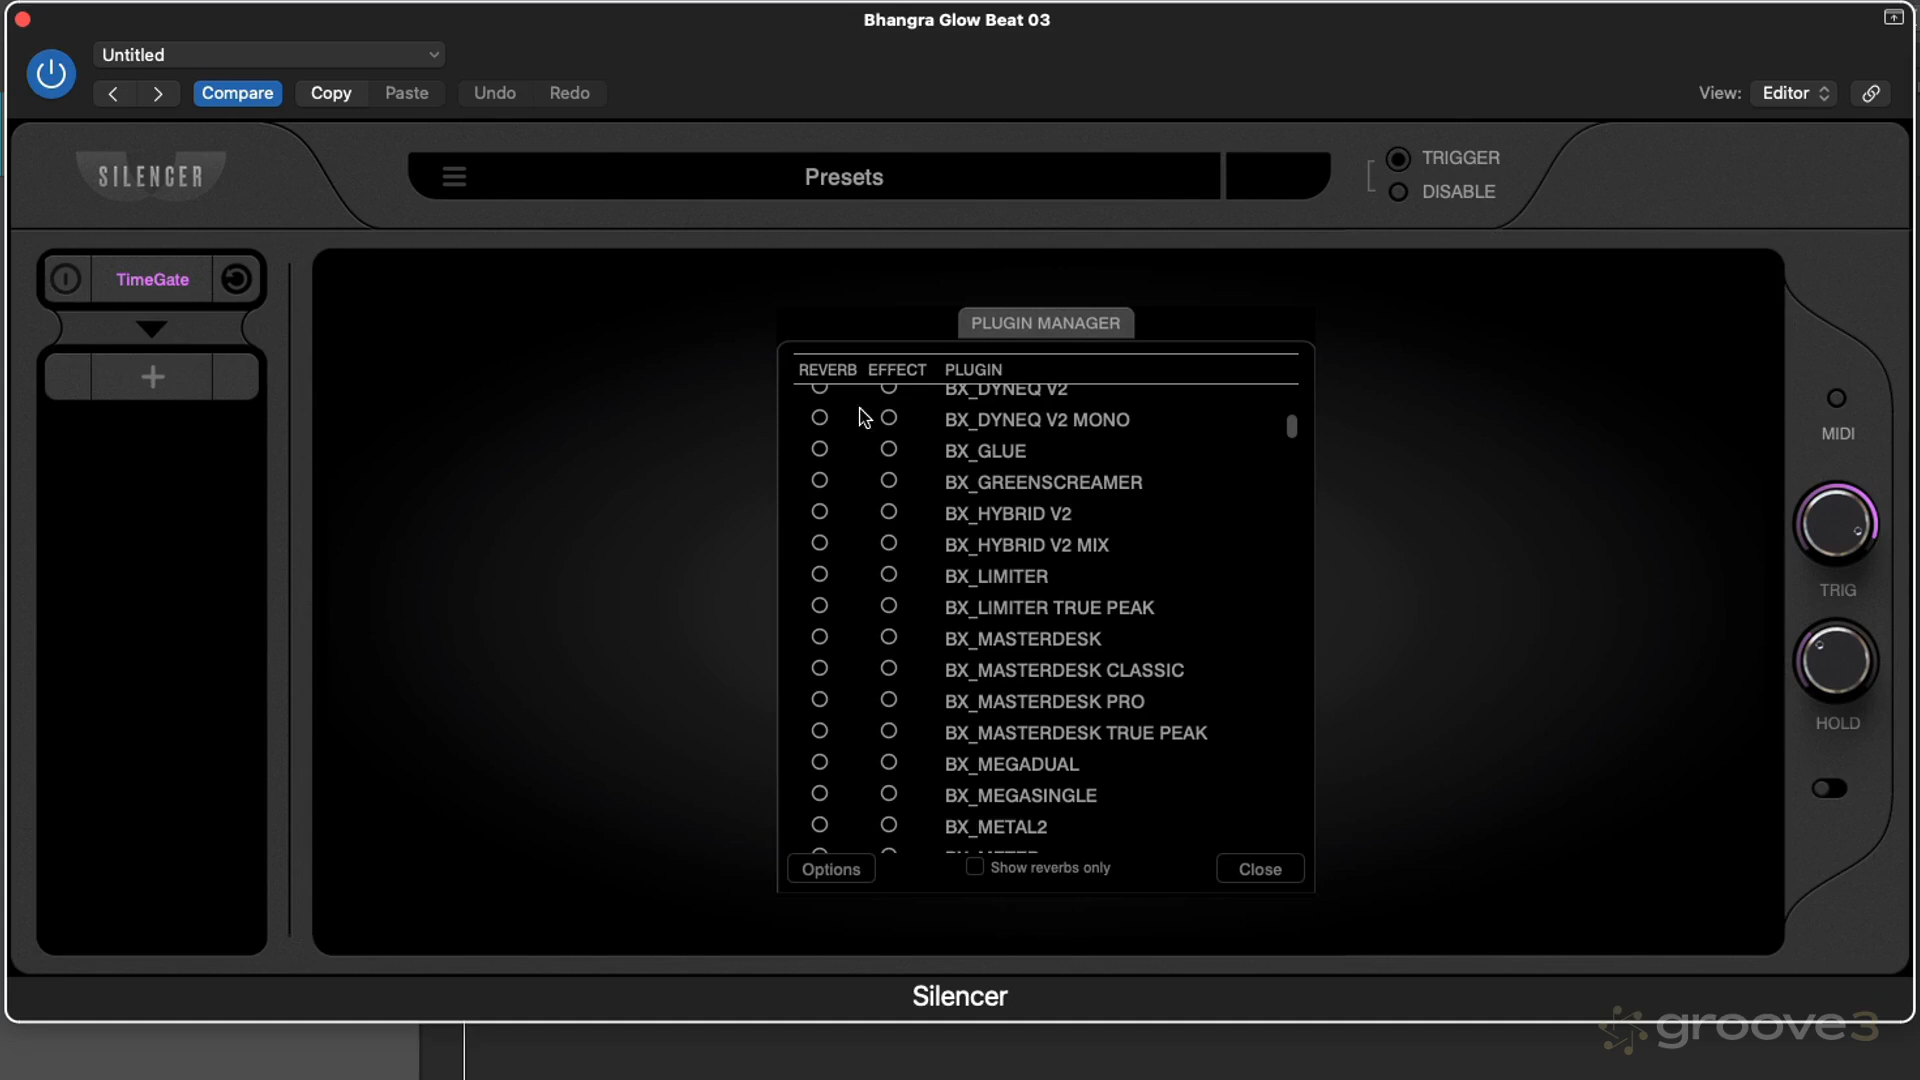 Bhangra Glow Beat 03
Untitled
Compare Copy Paste Undo Redo View: Editor
SILENCER
Presets
TRIGGER
DISABLE
TimeGate
+
PLUGIN MANAGER
REVERB EFFECT PLUGIN
BX_DYNEQ V2
BX_DYNEQ V2 MONO
BX_GLUE
BX_GREENSCREAMER
BX_HYBRID V2
BX_HYBRID V2 MIX
BX_LIMITER
BX_LIMITER TRUE PEAK
BX_MASTERDESK
BX_MASTERDESK CLASSIC
BX_MASTERDESK PRO
BX_MASTERDESK TRUE PEAK
BX_MEGADUAL
BX_MEGASINGLE
BX_METAL2
Options
Show reverbs only
Close
MIDI
TRIG
HOLD
Silencer
groove3